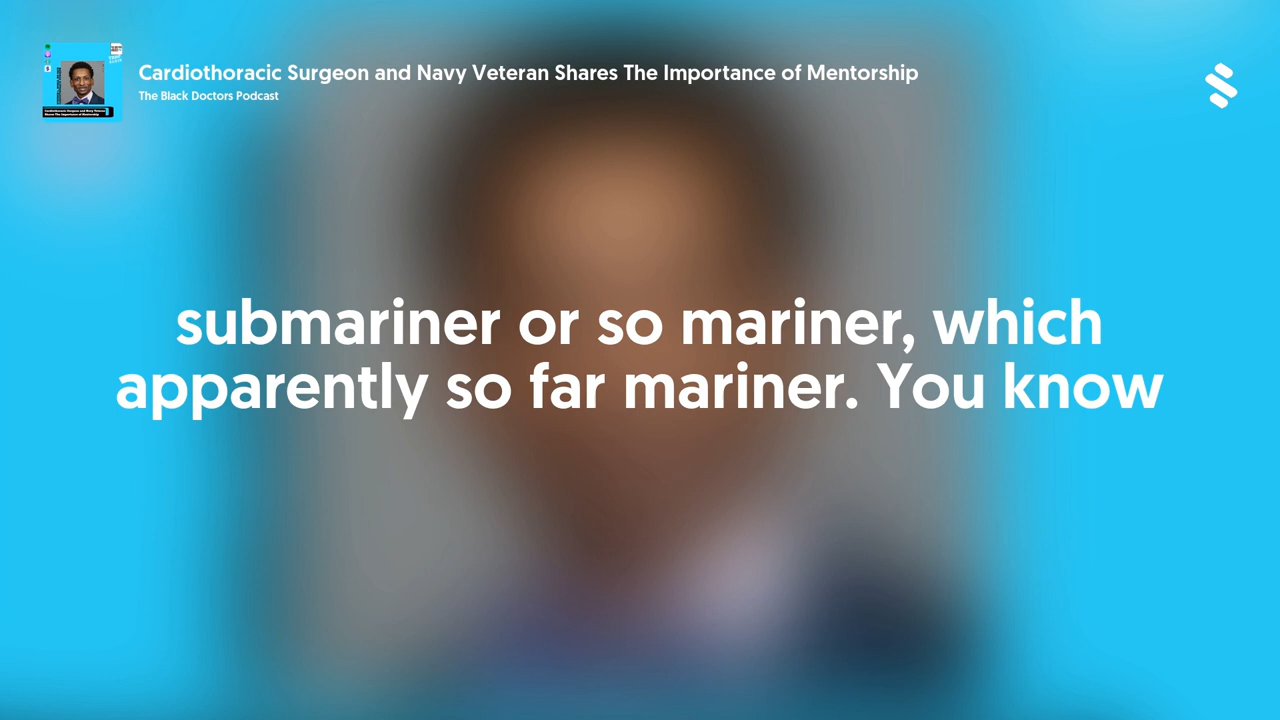 Cardiothoracic Surgeon and Navy Veteran Shares The Importance of Mentorship
The Black Doctors Podcast
submariner or so mariner, which
apparently so far mariner. You know